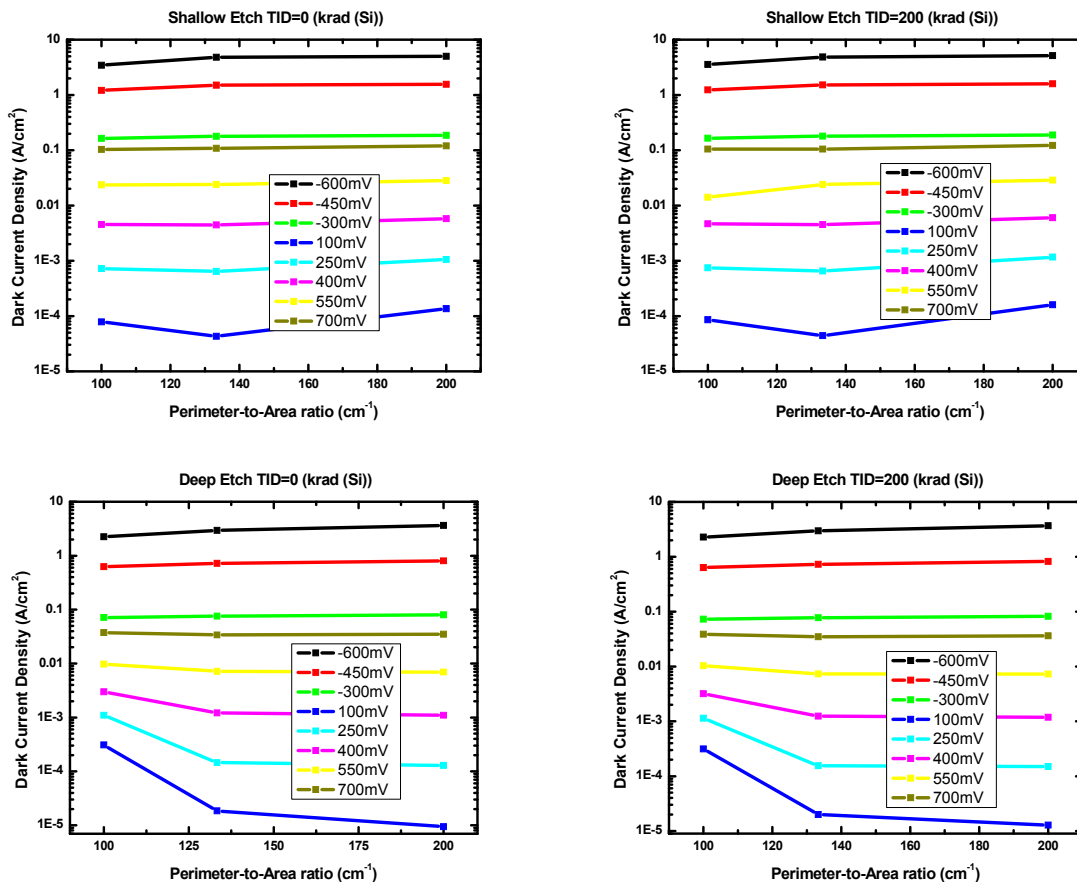 Shallow Etch TID=0 (krad (Si))
Dark Current Density (A/cm²)
10
1
0.1
0.01
1E-3
1E-4
1E-5
-600mV
-450mV
-300mV
100mV
250mV
400mV
550mV
700mV
100 120 140 160 180 200
Perimeter-to-Area ratio (cm⁻¹)
Shallow Etch TID=200 (krad (Si))
Dark Current Density (A/cm²)
10
1
0.1
0.01
1E-3
1E-4
1E-5
-600mV
-450mV
-300mV
100mV
250mV
400mV
550mV
700mV
100 120 140 160 180 200
Perimeter-to-Area ratio (cm⁻¹)
Deep Etch TID=0 (krad (Si))
Dark Current Density (A/cm²)
10
1
0.1
0.01
1E-3
1E-4
1E-5
-600mV
-450mV
-300mV
100mV
250mV
400mV
550mV
700mV
100 125 150 175 200
Perimeter-to-Area ratio (cm⁻¹)
Deep Etch TID=200 (krad (Si))
Dark Current Density (A/cm²)
10
1
0.1
0.01
1E-3
1E-4
1E-5
-600mV
-450mV
-300mV
100mV
250mV
400mV
550mV
700mV
100 120 140 160 180 200
Perimeter-to-Area ratio (cm⁻¹)